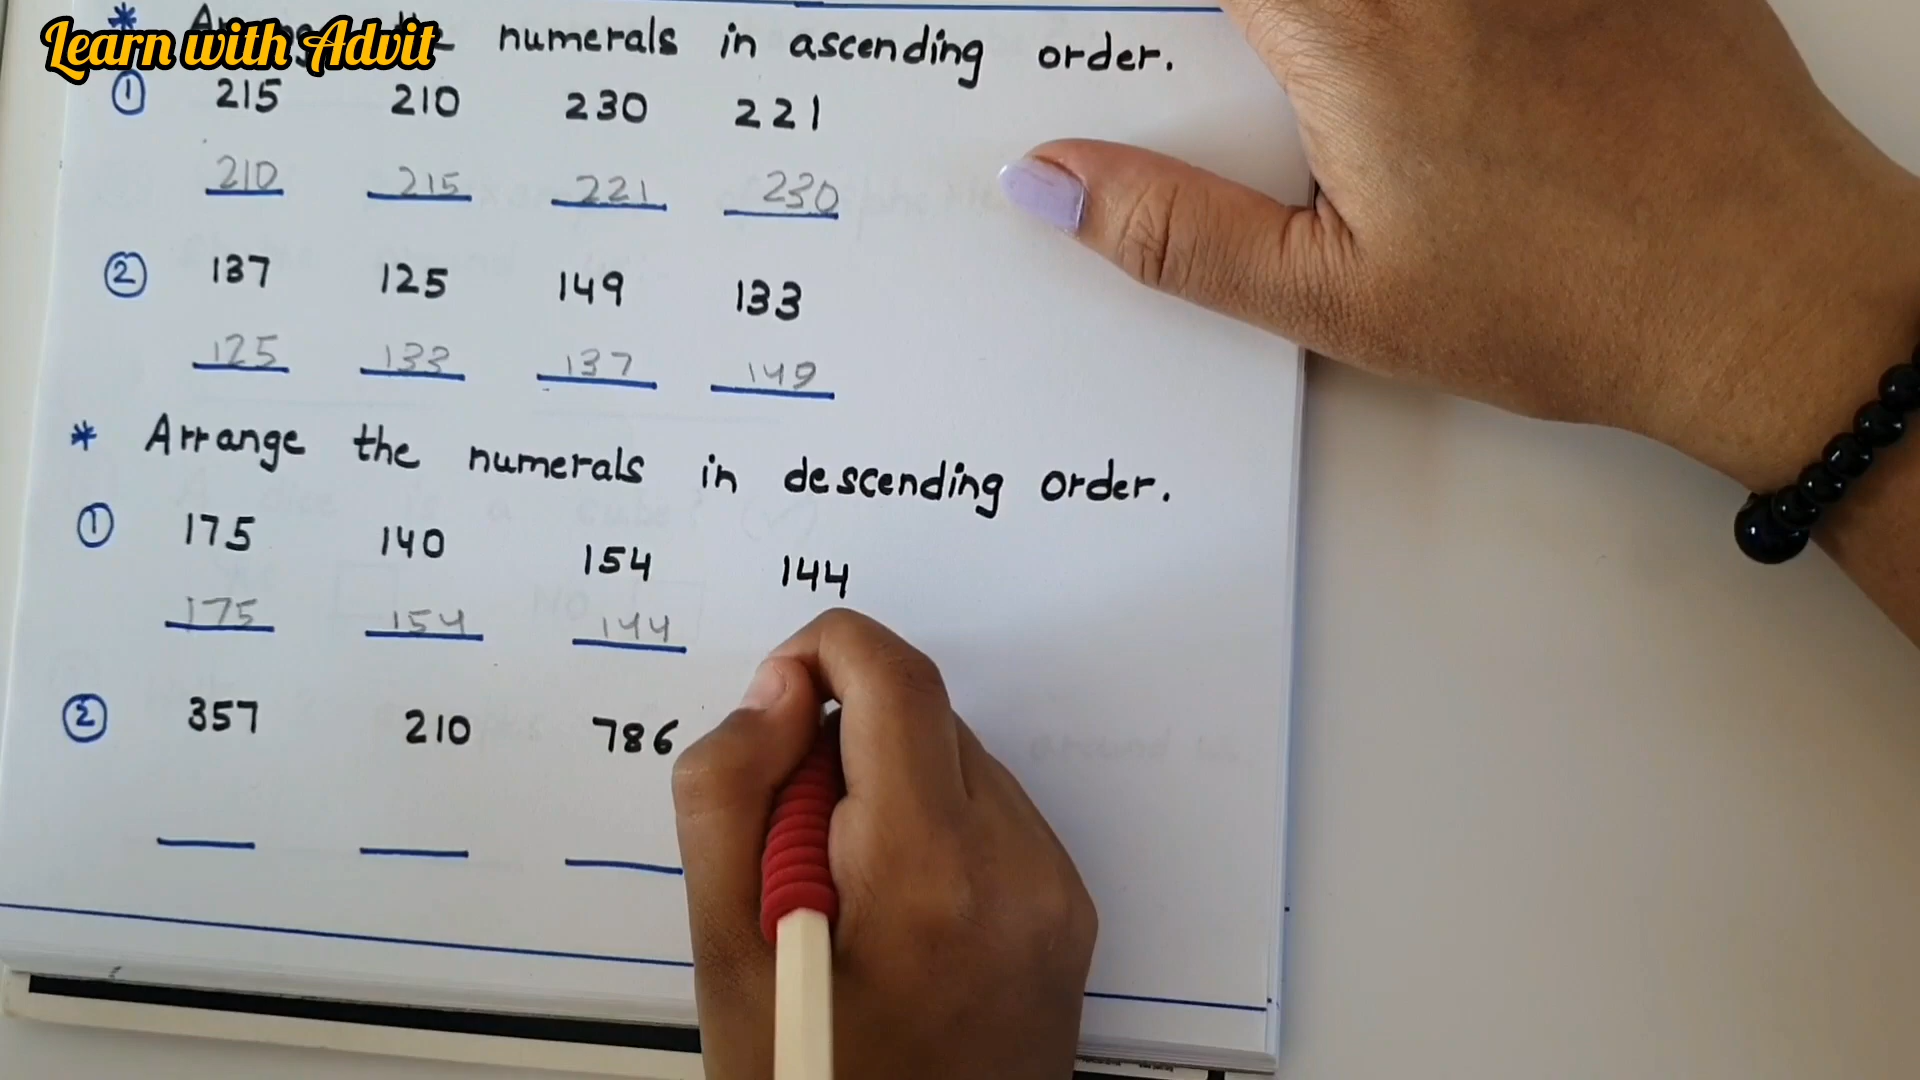 Learn with Advit
* numerals in ascending order.
① 215 210 230 221
210 215 221 230
② 137 125 149 133
125 133 137 149
* Arrange the numerals in descending order.
① 175 140 154 144
175 154 144
② 357 210 786